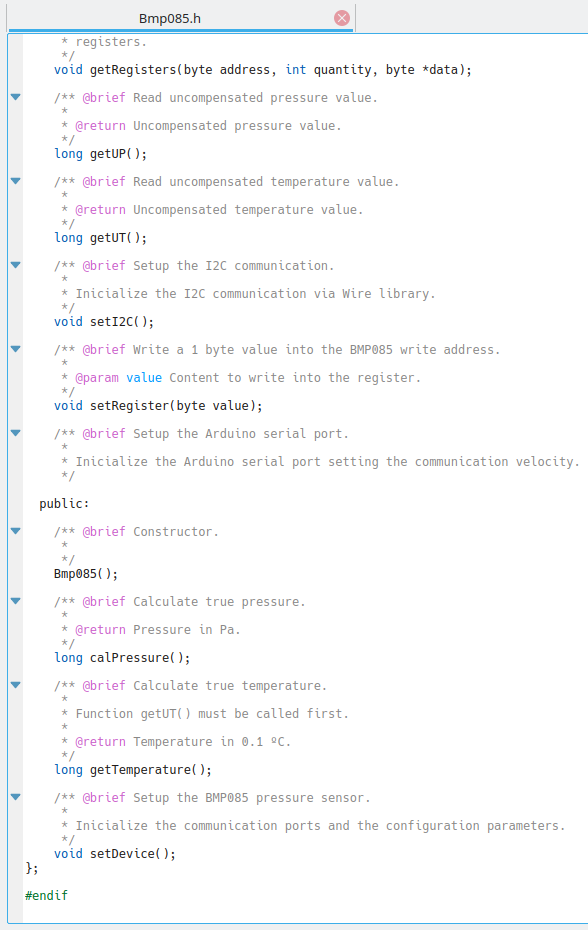 Bmp085.h
     * registers.
     */
    void getRegisters(byte address, int quantity, byte *data);
    /** @brief Read uncompensated pressure value.
     *
     * @return Uncompensated pressure value.
     */
    long getUP();
    /** @brief Read uncompensated temperature value.
     *
     * @return Uncompensated temperature value.
     */
    long getUT();
    /** @brief Setup the I2C communication.
     *
     * Inicialize the I2C communication via Wire library.
     */
    void setI2C();
    /** @brief Write a 1 byte value into the BMP085 write address.
     *
     * @param value Content to write into the register.
     */
    void setRegister(byte value);
    /** @brief Setup the Arduino serial port.
     *
     * Inicialize the Arduino serial port setting the communication velocity.
     */
  public:
    /** @brief Constructor.
     *
     */
    Bmp085();
    /** @brief Calculate true pressure.
     *
     * @return Pressure in Pa.
     */
    long calPressure();
    /** @brief Calculate true temperature.
     *
     * Function getUT() must be called first.
     *
     * @return Temperature in 0.1 ºC.
     */
    long getTemperature();
    /** @brief Setup the BMP085 pressure sensor.
     *
     * Inicialize the communication ports and the configuration parameters.
     */
    void setDevice();
};
#endif